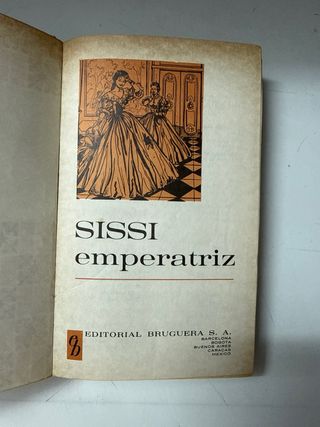 SISSI
emperatriz
EDITORIAL BRUGUERA S. A.
BARCELONA
BOGOTA
BUENOS AIRES
CARACAS
MEXICO